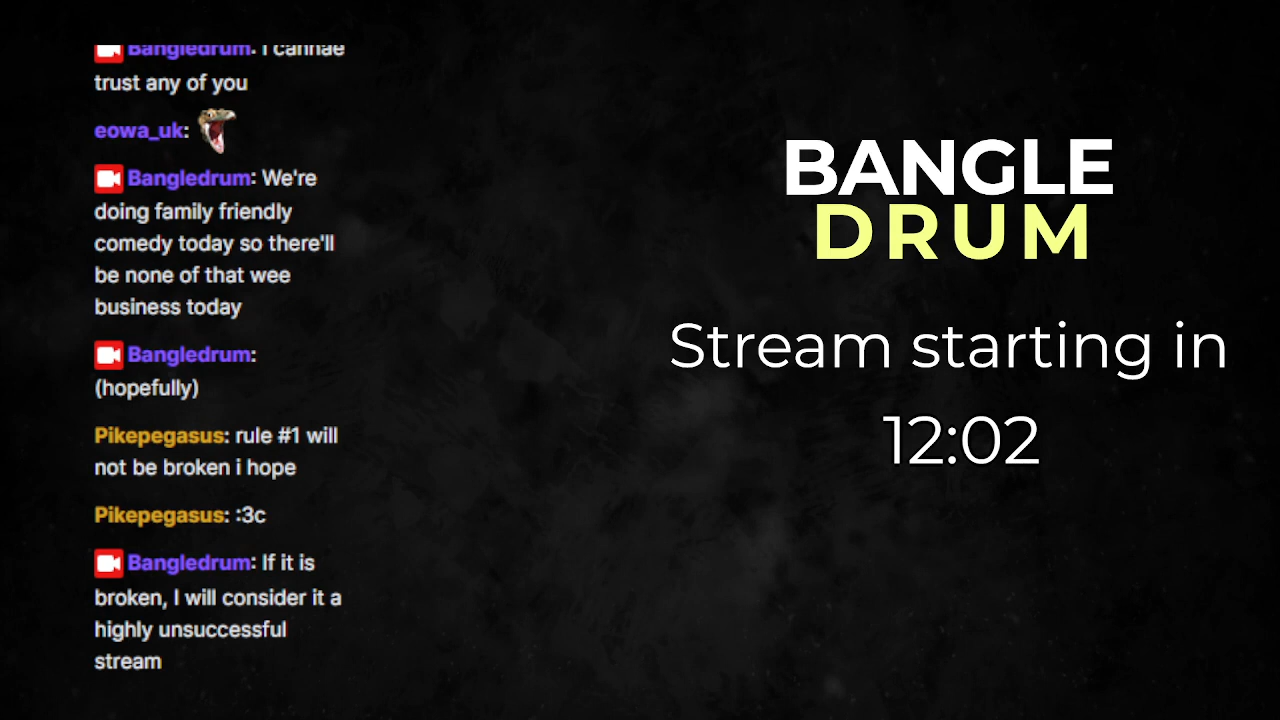 Bangledrum: I cannae
trust any of you
eowa_uk:
Bangledrum: We're
doing family friendly
comedy today so there'll
be none of that wee
business today
Bangledrum:
(hopefully)
Pikepegasus: rule #1 will
not be broken i hope
Pikepegasus: :3c
Bangledrum: If it is
broken, I will consider it a
highly unsuccessful
stream
BANGLE
DRUM
Stream starting in
12:02